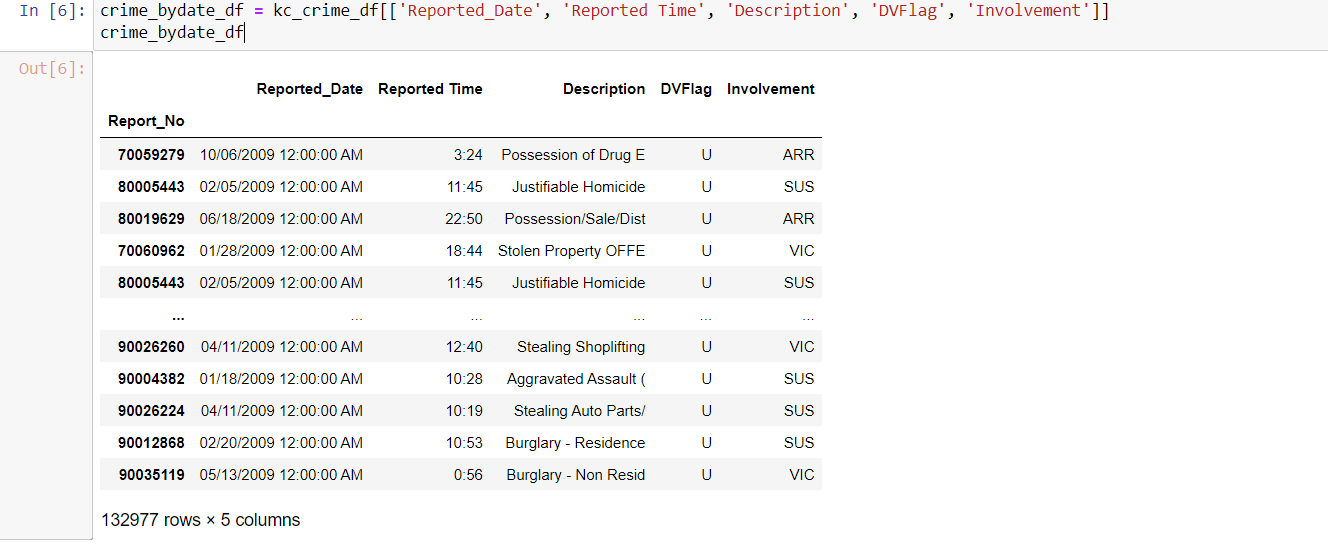 In [6]: crime_bydate_df = kc_crime_df[['Reported_Date', 'Reported Time', 'Description', 'DVFlag', 'Involvement']]
crime_bydate_df
Out[6]:
Reported_Date Reported Time Description DVFlag Involvement
Report_No
70059279 10/06/2009 12:00:00 AM 3:24 Possession of Drug E U ARR
80005443 02/05/2009 12:00:00 AM 11:45 Justifiable Homicide U SUS
80019629 06/18/2009 12:00:00 AM 22:50 Possession/Sale/Dist U ARR
70060962 01/28/2009 12:00:00 AM 18:44 Stolen Property OFFE U VIC
80005443 02/05/2009 12:00:00 AM 11:45 Justifiable Homicide U SUS
... ... ... ... ... ...
90026260 04/11/2009 12:00:00 AM 12:40 Stealing Shoplifting U VIC
90004382 01/18/2009 12:00:00 AM 10:28 Aggravated Assault ( U SUS
90026224 04/11/2009 12:00:00 AM 10:19 Stealing Auto Parts/ U SUS
90012868 02/20/2009 12:00:00 AM 10:53 Burglary - Residence U SUS
90035119 05/13/2009 12:00:00 AM 0:56 Burglary - Non Resid U VIC
132977 rows × 5 columns